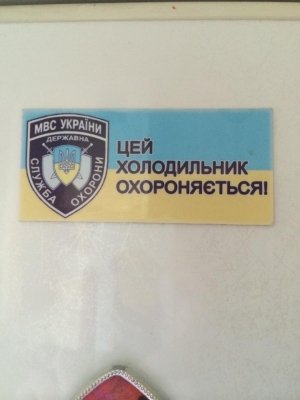 МВС УКРАЇНИ
ДЕРЖАВНА
СЛУЖБА ОХОРОНИ
ЦЕЙ
ХОЛОДИЛЬНИК
ОХОРОНЯЄТЬСЯ!